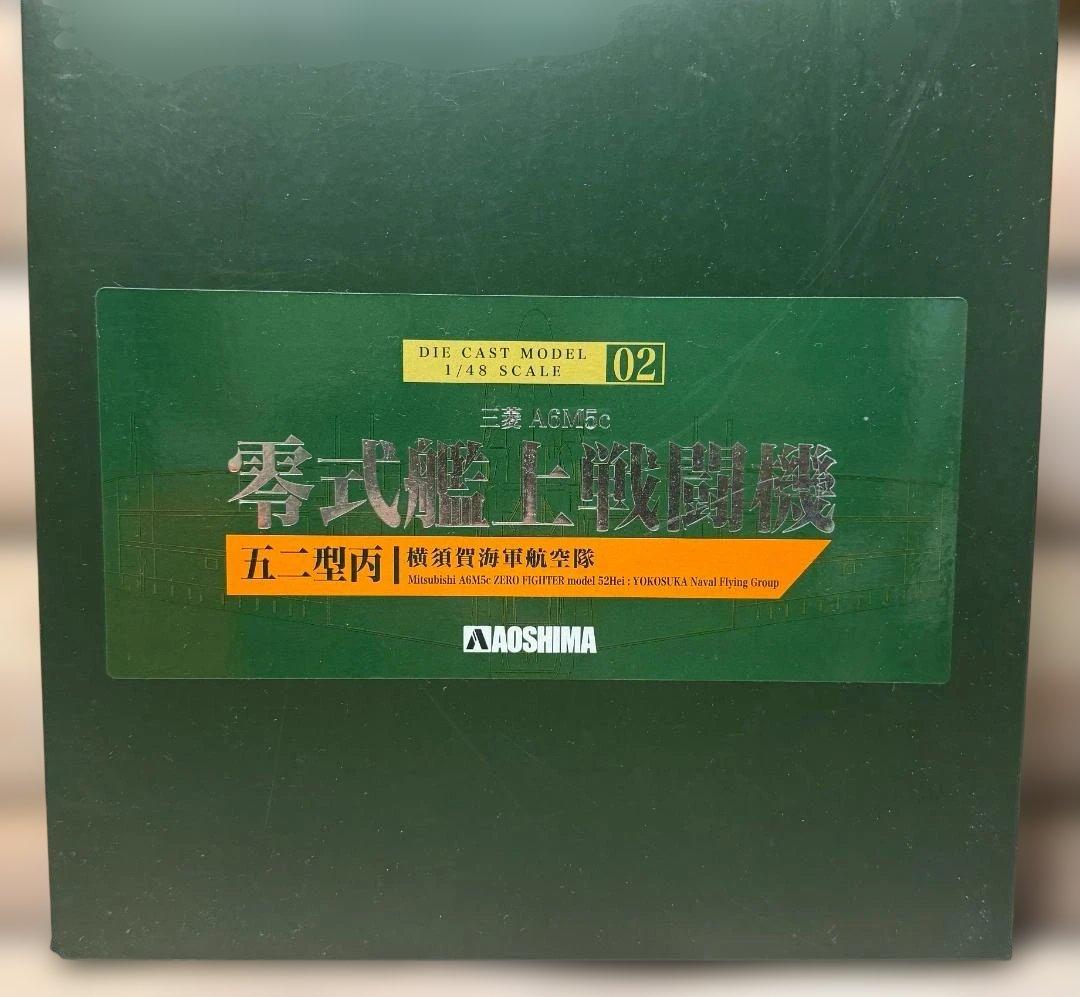 DIE CAST MODEL
1/48 SCALE
02
三菱 A6M5c
零式艦上戦闘機
五二型丙
横須賀海軍航空隊
Mitsubishi A6M5c ZERO FIGHTER model 52Hei : YOKOSUKA Naval Flying Group
AOSHIMA